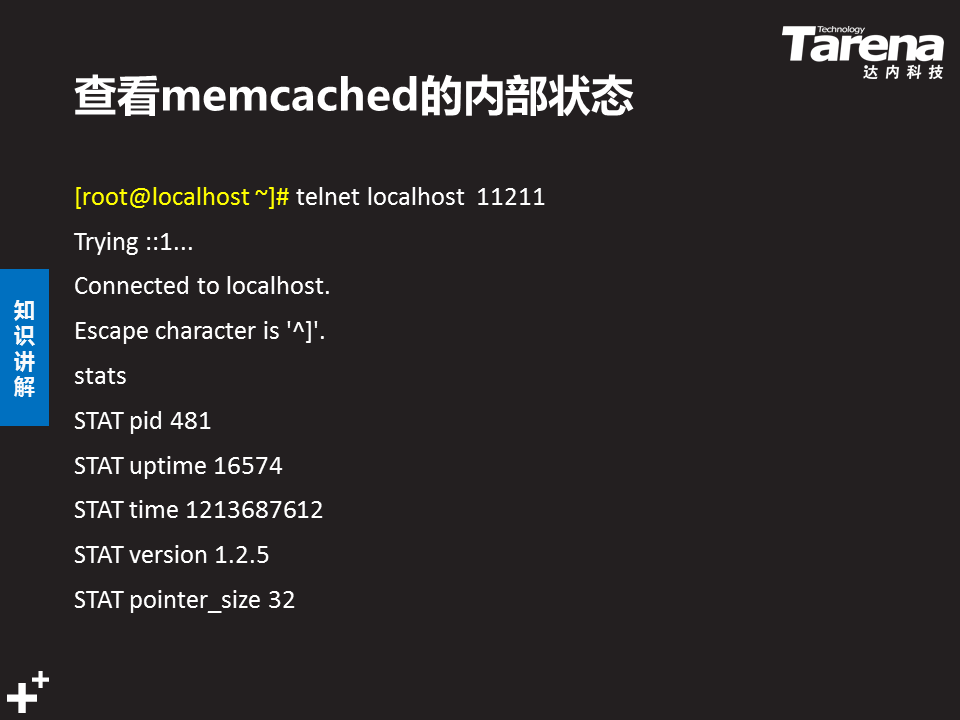 Technology
Tarena
达内科技
查看memcached的内部状态
[root@localhost ~]# telnet localhost  11211
Trying ::1...
Connected to localhost.
Escape character is '^]'.
stats
STAT pid 481
STAT uptime 16574
STAT time 1213687612
STAT version 1.2.5
STAT pointer_size 32
知识讲解